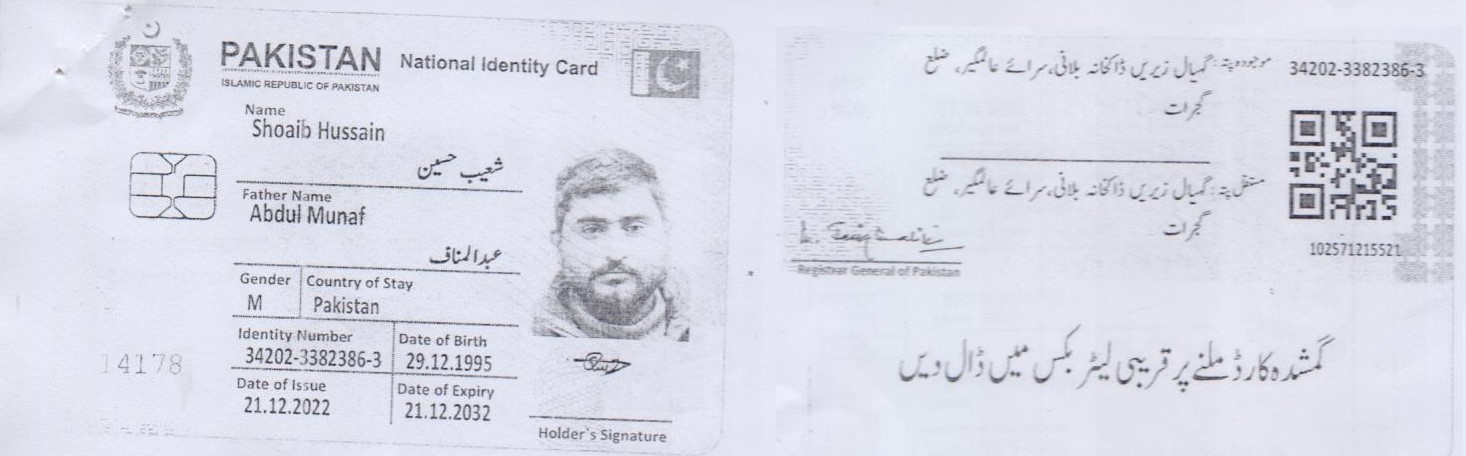 PAKISTAN National Identity Card
ISLAMIC REPUBLIC OF PAKISTAN
Name
Shoaib Hussain
شعیب حسین
Father Name
Abdul Munaf
عبدالمناف
Gender Country of Stay
M Pakistan
Identity Number Date of Birth
34202-3382386-3 29.12.1995
Date of Issue Date of Expiry
21.12.2022 21.12.2032
14178
Holder's Signature
34202-3382386-3
موجودہ پتہ: گمیال زیریں ڈاکخانہ بلانی، سرائے عالمگیر، ضلع
گجرات
مستقل پتہ: گمیال زیریں ڈاکخانہ بلانی، سرائے عالمگیر، ضلع
گجرات
102571215521
Registrar General of Pakistan
گمشدہ کارڈ ملنے پر قریبی لیٹر بکس میں ڈال دیں